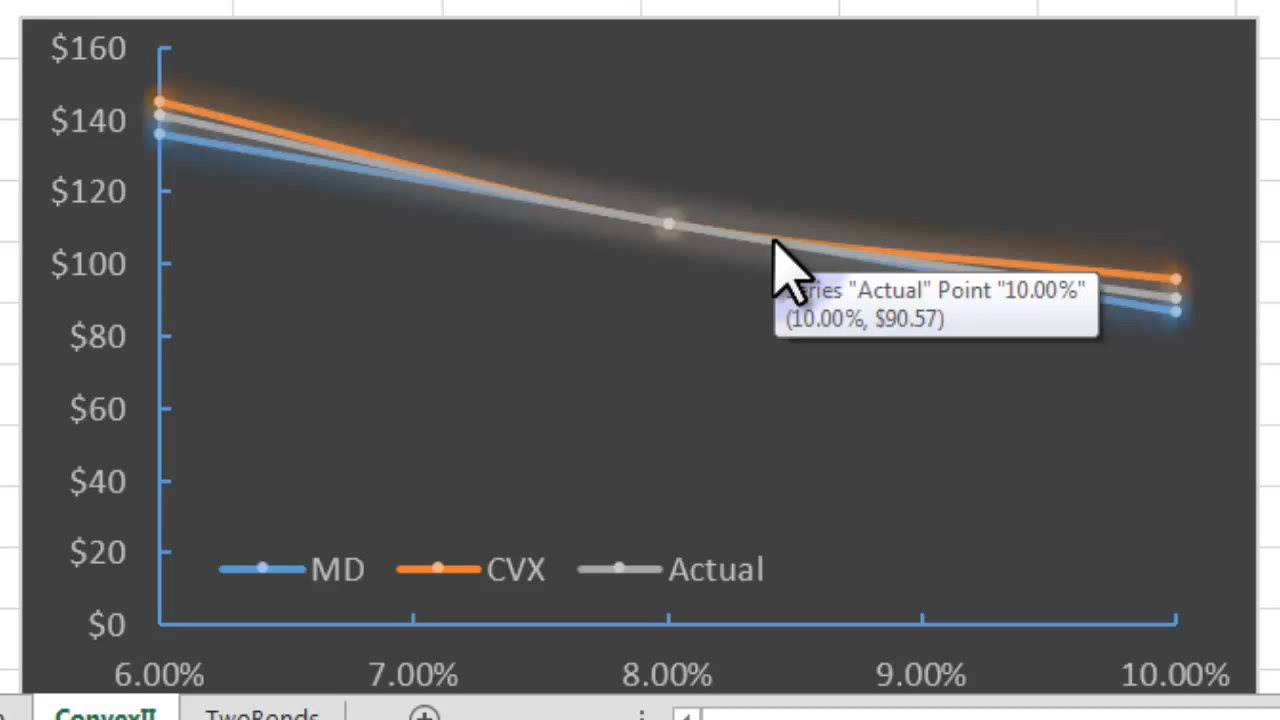 $160
$140
$120
$100
Series "Actual" Point "10.00%"
(10.00%, $90.57)
$80
$60
$40
$20
MD CVX Actual
$0
6.00% 7.00% 8.00% 9.00% 10.00%
ConvexII TwoBonds